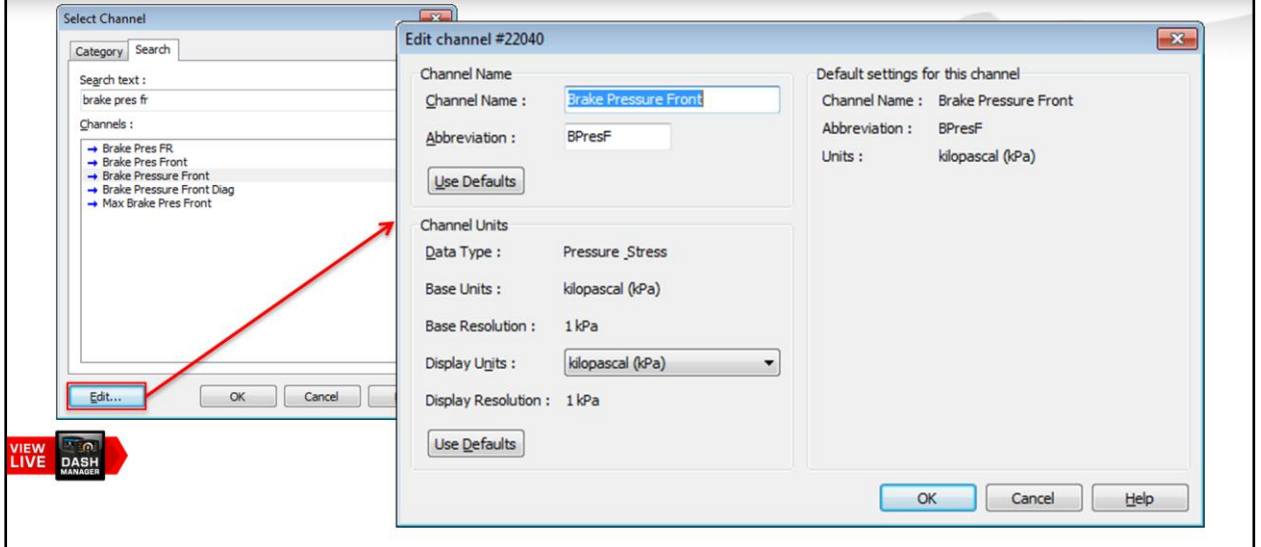 Select Channel
Category Search
Search text :
brake pres fr
Channels :
Brake Pres FR
Brake Pres Front
Brake Pressure Front
Brake Pressure Front Diag
Max Brake Pres Front
Edit... OK Cancel
VIEW LIVE
DASH MANAGER
Edit channel #22040
Channel Name
Channel Name : Brake Pressure Front
Abbreviation : BPresF
Use Defaults
Channel Units
Data Type : Pressure_Stress
Base Units : kilopascal (kPa)
Base Resolution : 1 kPa
Display Units : kilopascal (kPa)
Display Resolution : 1 kPa
Use Defaults
Default settings for this channel
Channel Name : Brake Pressure Front
Abbreviation : BPresF
Units : kilopascal (kPa)
OK Cancel Help